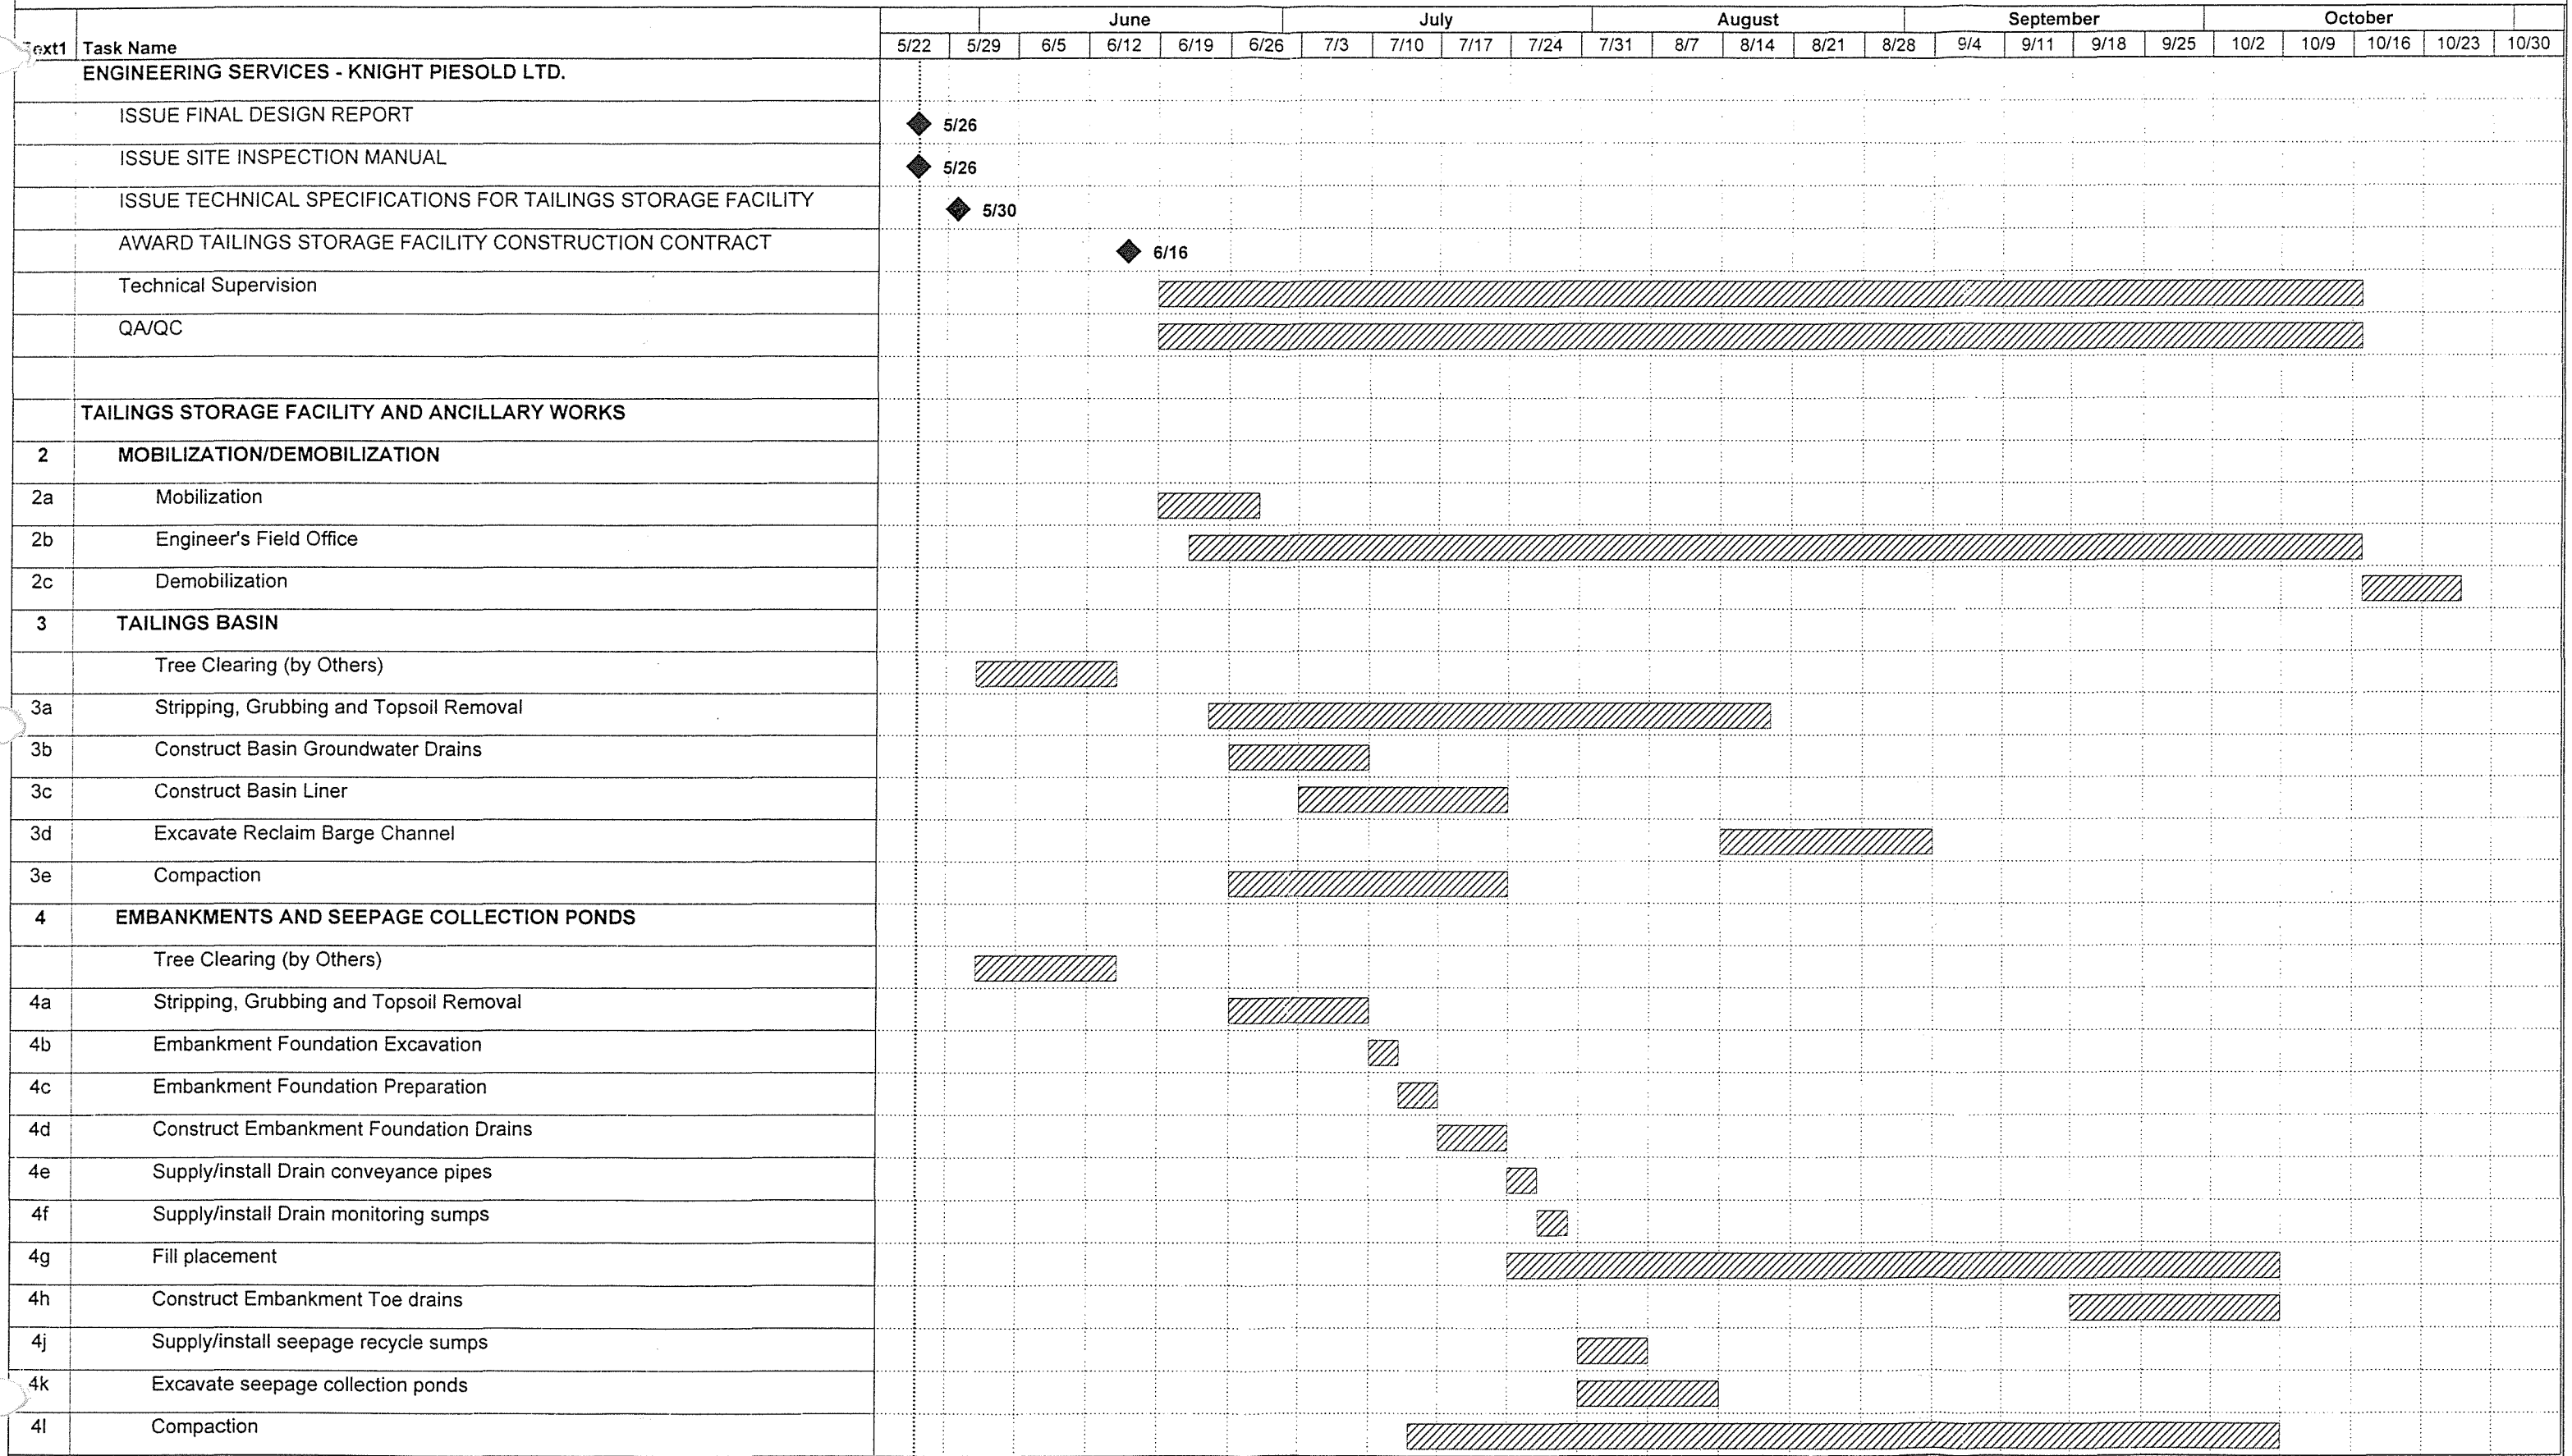 June July August September October
Text1 Task Name 5/22 5/29 6/5 6/12 6/19 6/26 7/3 7/10 7/17 7/24 7/31 8/7 8/14 8/21 8/28 9/4 9/11 9/18 9/25 10/2 10/9 10/16 10/23 10/30
ENGINEERING SERVICES - KNIGHT PIESOLD LTD.
ISSUE FINAL DESIGN REPORT 5/26
ISSUE SITE INSPECTION MANUAL 5/26
ISSUE TECHNICAL SPECIFICATIONS FOR TAILINGS STORAGE FACILITY 5/30
AWARD TAILINGS STORAGE FACILITY CONSTRUCTION CONTRACT 6/16
Technical Supervision
QA/QC
TAILINGS STORAGE FACILITY AND ANCILLARY WORKS
2 MOBILIZATION/DEMOBILIZATION
2a Mobilization
2b Engineer's Field Office
2c Demobilization
3 TAILINGS BASIN
Tree Clearing (by Others)
3a Stripping, Grubbing and Topsoil Removal
3b Construct Basin Groundwater Drains
3c Construct Basin Liner
3d Excavate Reclaim Barge Channel
3e Compaction
4 EMBANKMENTS AND SEEPAGE COLLECTION PONDS
Tree Clearing (by Others)
4a Stripping, Grubbing and Topsoil Removal
4b Embankment Foundation Excavation
4c Embankment Foundation Preparation
4d Construct Embankment Foundation Drains
4e Supply/install Drain conveyance pipes
4f Supply/install Drain monitoring sumps
4g Fill placement
4h Construct Embankment Toe drains
4j Supply/install seepage recycle sumps
4k Excavate seepage collection ponds
4l Compaction